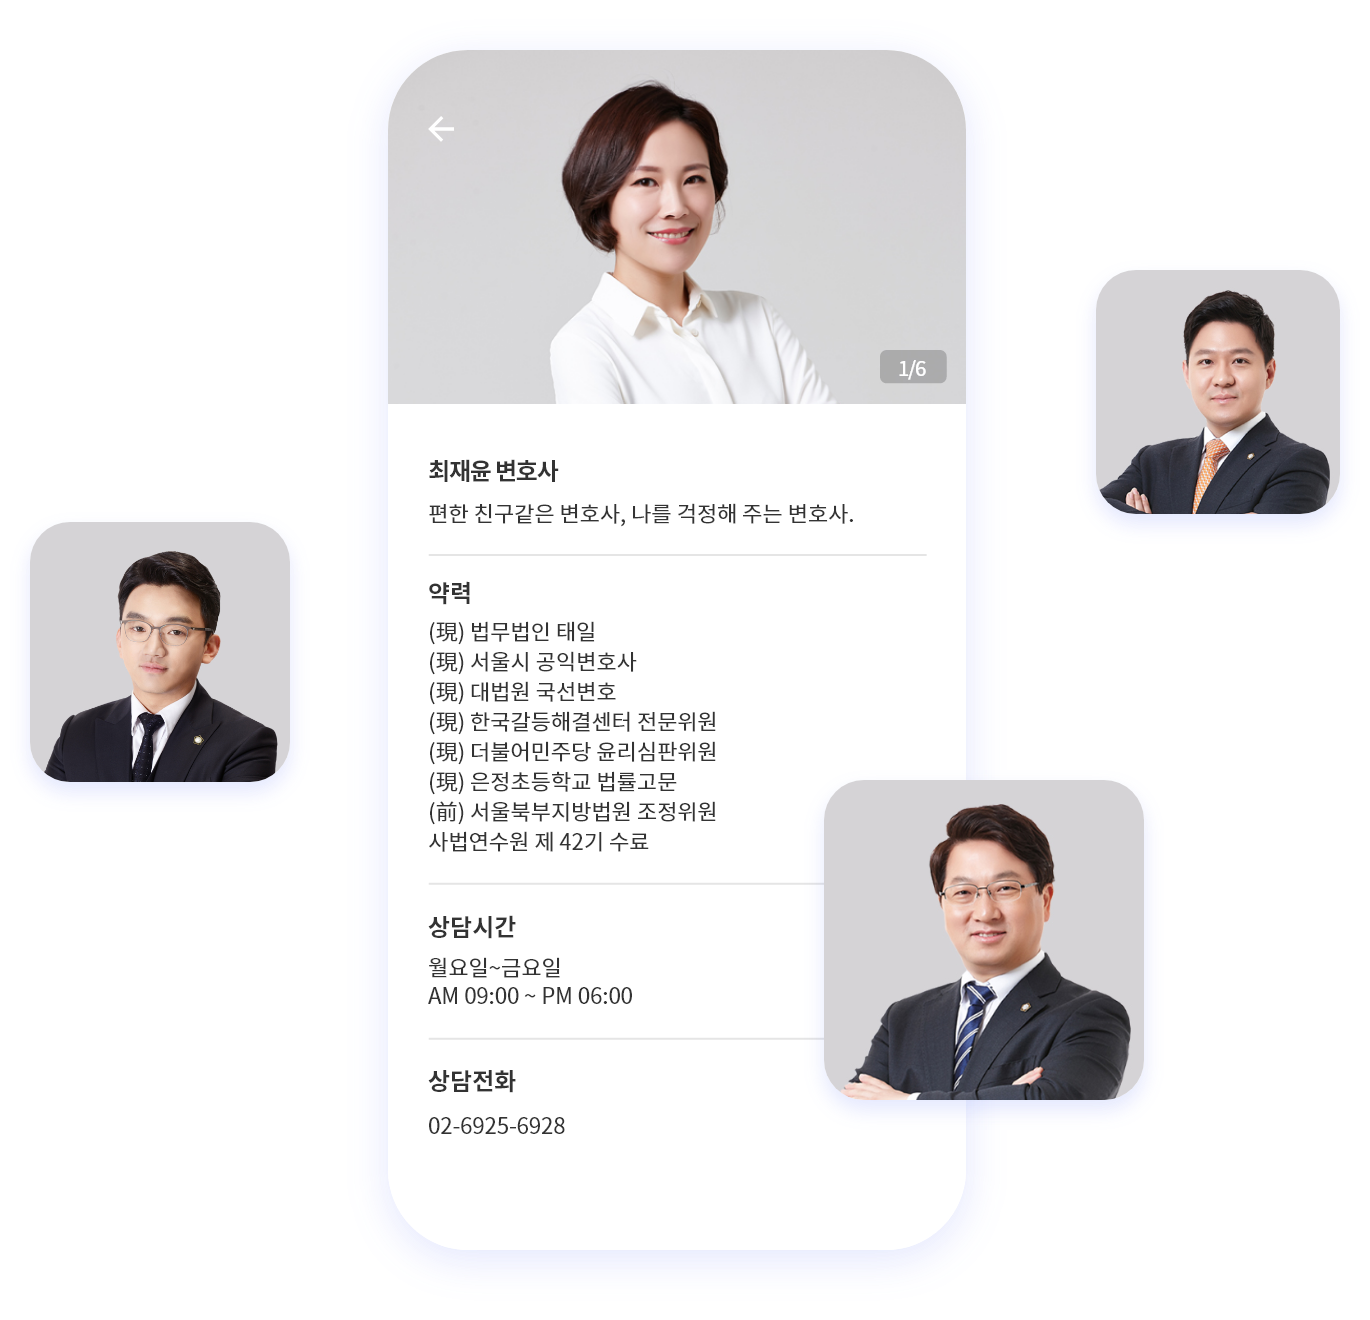 1/6
최재윤 변호사
편한 친구같은 변호사, 나를 걱정해 주는 변호사.
약력
(現) 법무법인 태일
(現) 서울시 공익변호사
(現) 대법원 국선변호
(現) 한국갈등해결센터 전문위원
(現) 더불어민주당 윤리심판위원
(現) 은정초등학교 법률고문
(前) 서울북부지방법원 조정위원
사법연수원 제 42기 수료
상담시간
월요일~금요일
AM 09:00 ~ PM 06:00
상담전화
02-6925-6928